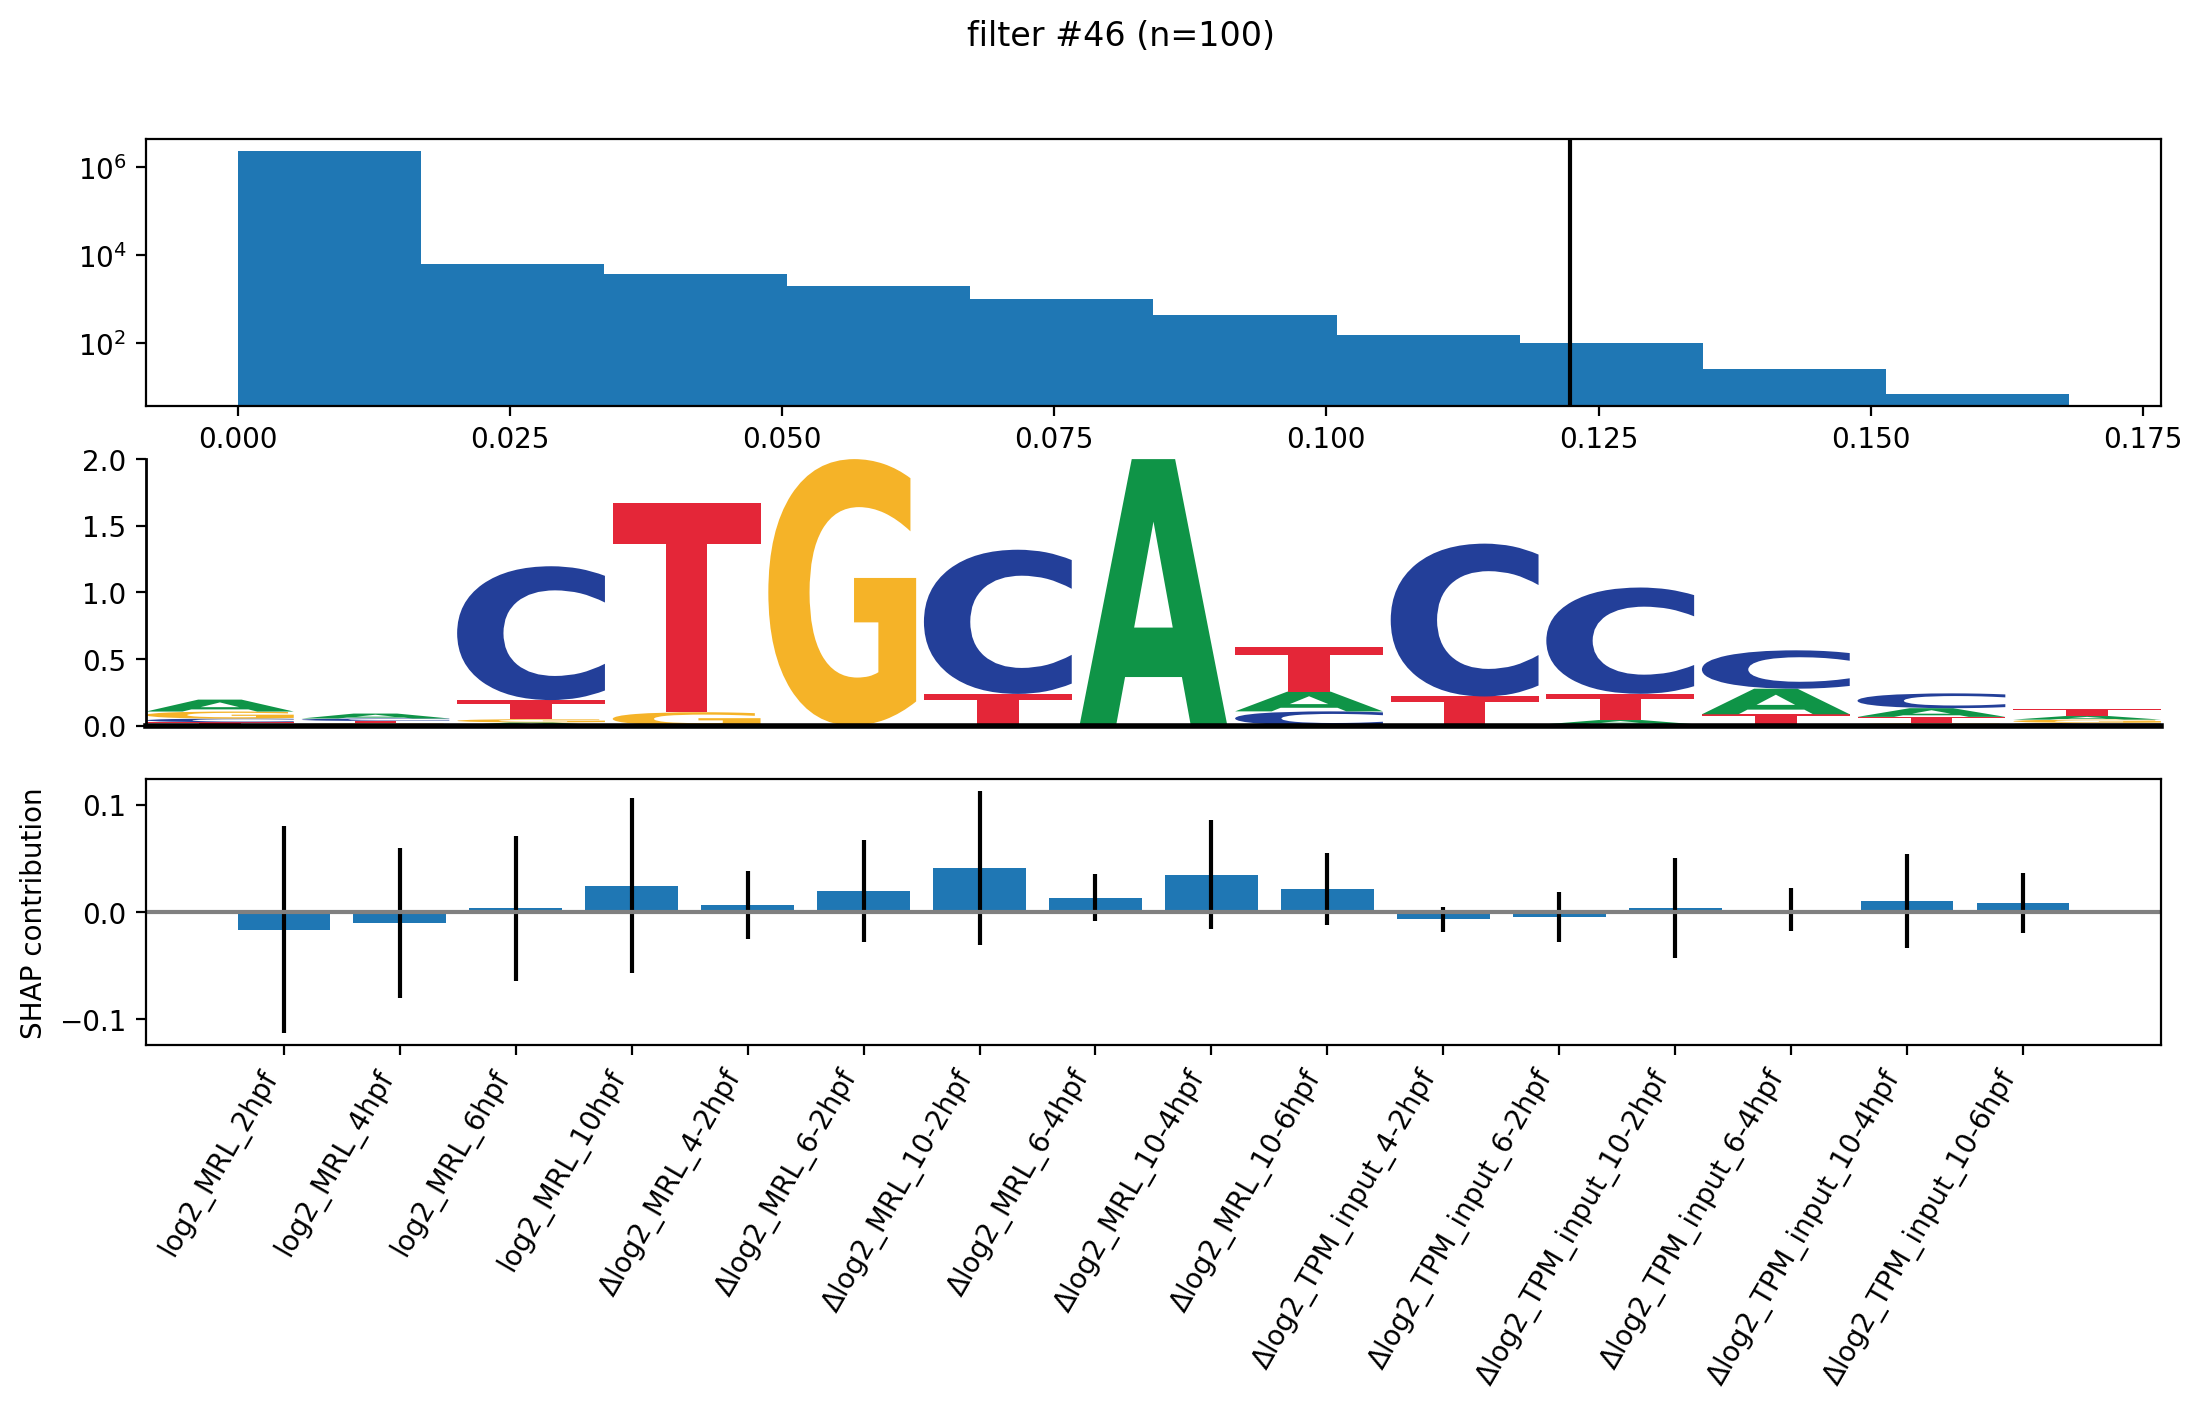 filter #46 (n=100)
10^6
10^4
10^2
0.000 0.025 0.050 0.075 0.100 0.125 0.150 0.175
2.0
1.5
1.0
0.5
0.0
SHAP contribution
0.1
0.0
−0.1
log2_MRL_2hpf
log2_MRL_4hpf
log2_MRL_6hpf
log2_MRL_10hpf
Δlog2_MRL_4-2hpf
Δlog2_MRL_6-2hpf
Δlog2_MRL_10-2hpf
Δlog2_MRL_6-4hpf
Δlog2_MRL_10-4hpf
Δlog2_MRL_10-6hpf
Δlog2_TPM_input_4-2hpf
Δlog2_TPM_input_6-2hpf
Δlog2_TPM_input_10-2hpf
Δlog2_TPM_input_6-4hpf
Δlog2_TPM_input_10-4hpf
Δlog2_TPM_input_10-6hpf